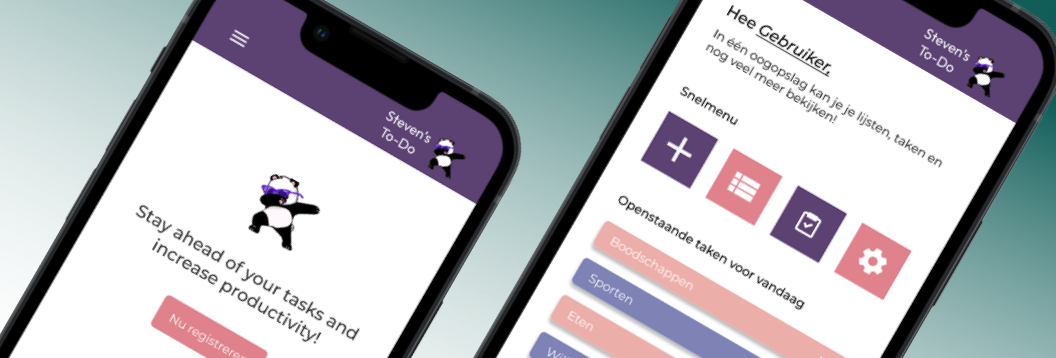 Steven's
To-Do
Stay ahead of your tasks and
increase productivity!
Nu registreren
Steven's
To-Do
Hee Gebruiker,
In één oogopslag kan je je lijsten, taken en
nog veel meer bekijken!
Snelmenu
Openstaande taken voor vandaag
Boodschappen
Sporten
Eten